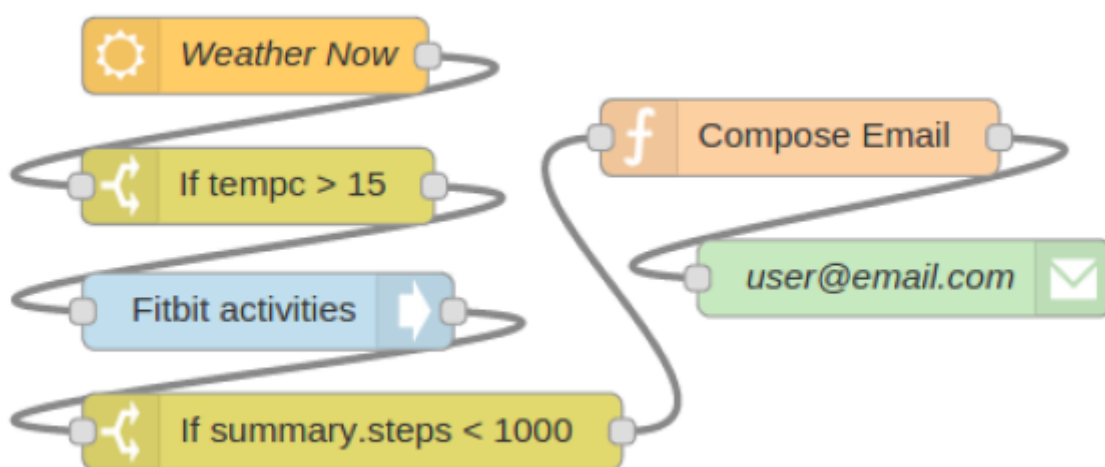 Weather Now
If tempc > 15
Fitbit activities
If summary.steps < 1000
Compose Email
user@email.com